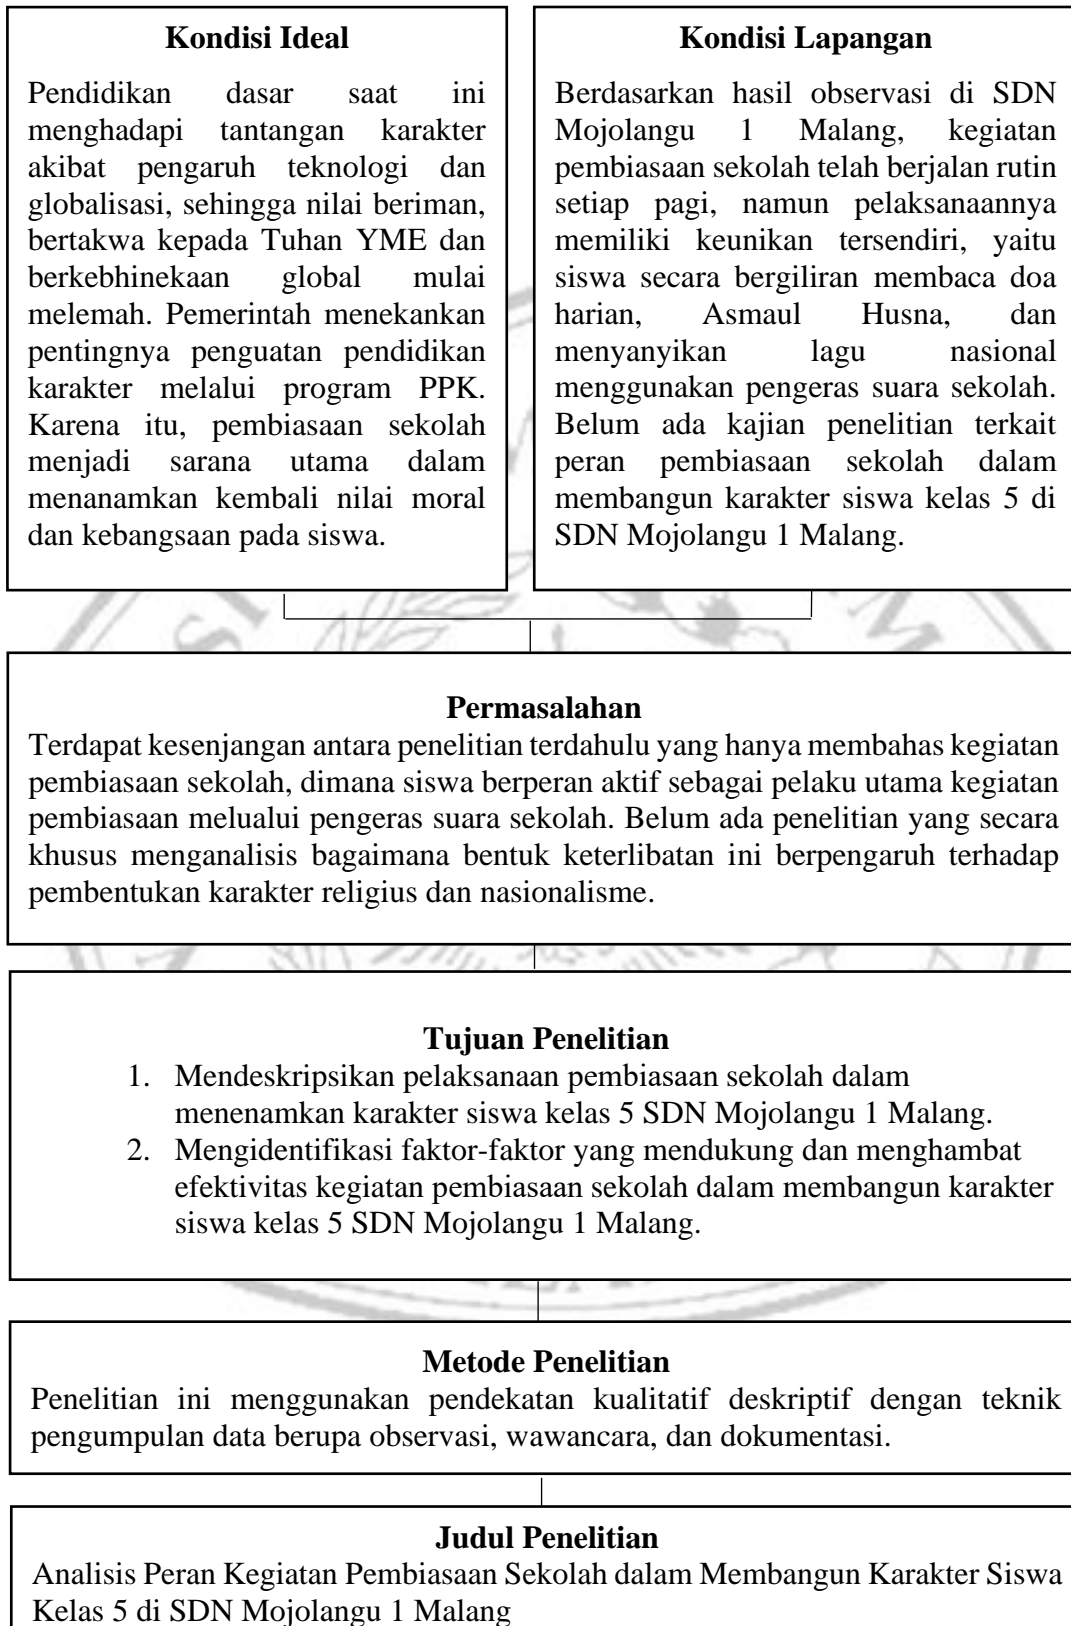 Kondisi Ideal
Pendidikan dasar saat ini
menghadapi tantangan karakter
akibat pengaruh teknologi dan
globalisasi, sehingga nilai beriman,
bertakwa kepada Tuhan YME dan
berkebhinekaan global mulai
melemah. Pemerintah menekankan
pentingnya penguatan pendidikan
karakter melalui program PPK.
Karena itu, pembiasaan sekolah
menjadi sarana utama dalam
menanamkan kembali nilai moral
dan kebangsaan pada siswa.
Kondisi Lapangan
Berdasarkan hasil observasi di SDN
Mojolangu 1 Malang, kegiatan
pembiasaan sekolah telah berjalan rutin
setiap pagi, namun pelaksanaannya
memiliki keunikan tersendiri, yaitu
siswa secara bergiliran membaca doa
harian, Asmaul Husna, dan
menyanyikan lagu nasional
menggunakan pengeras suara sekolah.
Belum ada kajian penelitian terkait
peran pembiasaan sekolah dalam
membangun karakter siswa kelas 5 di
SDN Mojolangu 1 Malang.
Permasalahan
Terdapat kesenjangan antara penelitian terdahulu yang hanya membahas kegiatan
pembiasaan sekolah, dimana siswa berperan aktif sebagai pelaku utama kegiatan
pembiasaan melualui pengeras suara sekolah. Belum ada penelitian yang secara
khusus menganalisis bagaimana bentuk keterlibatan ini berpengaruh terhadap
pembentukan karakter religius dan nasionalisme.
Tujuan Penelitian
1. Mendeskripsikan pelaksanaan pembiasaan sekolah dalam
menenamkan karakter siswa kelas 5 SDN Mojolangu 1 Malang.
2. Mengidentifikasi faktor-faktor yang mendukung dan menghambat
efektivitas kegiatan pembiasaan sekolah dalam membangun karakter
siswa kelas 5 SDN Mojolangu 1 Malang.
Metode Penelitian
Penelitian ini menggunakan pendekatan kualitatif deskriptif dengan teknik
pengumpulan data berupa observasi, wawancara, dan dokumentasi.
Judul Penelitian
Analisis Peran Kegiatan Pembiasaan Sekolah dalam Membangun Karakter Siswa
Kelas 5 di SDN Mojolangu 1 Malang